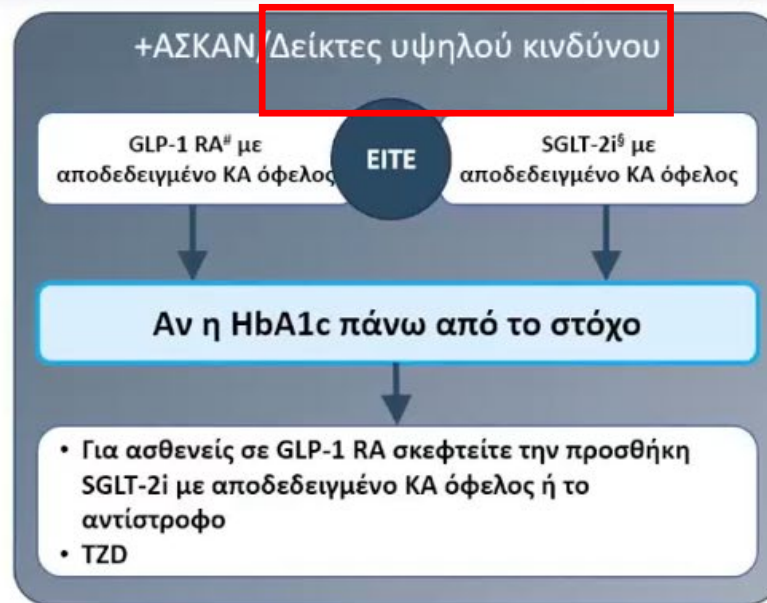 +ΑΣΚΑΝ/Δείκτες υψηλού κινδύνου
GLP-1 RA# με
αποδεδειγμένο ΚΑ όφελος
ΕΙΤΕ
SGLT-2i§ με
αποδεδειγμένο ΚΑ όφελος
Αν η HbA1c πάνω από το στόχο
• Για ασθενείς σε GLP-1 RA σκεφτείτε την προσθήκη
SGLT-2i με αποδεδειγμένο ΚΑ όφελος ή το
αντίστροφο
• TZD